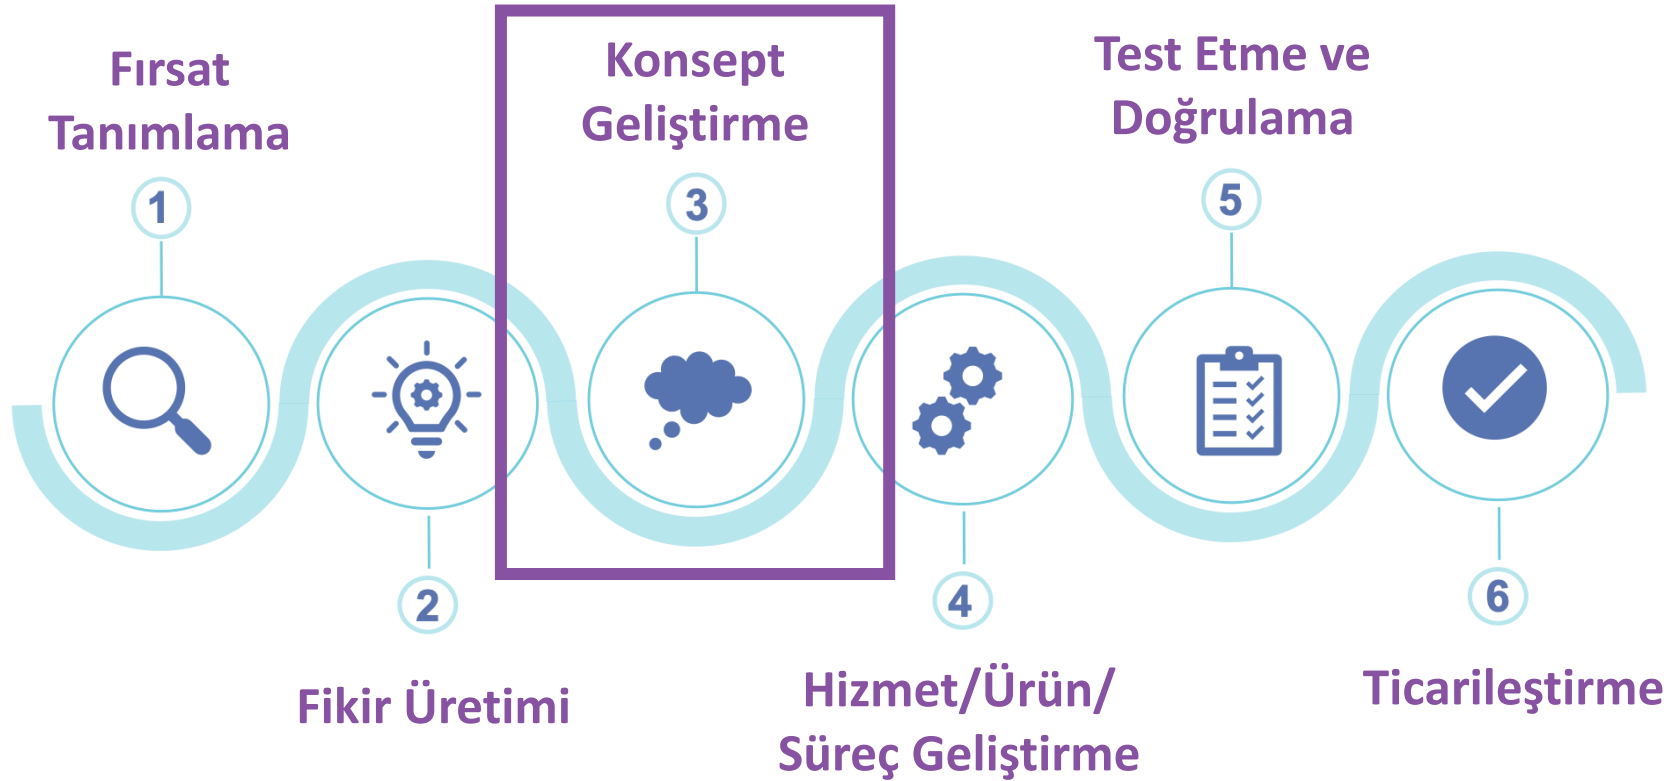 Fırsat
Tanımlama
1
2
Fikir Üretimi
Konsept
Geliştirme
3
4
Hizmet/Ürün/
Süreç Geliştirme
Test Etme ve
Doğrulama
5
6
Ticarileştirme